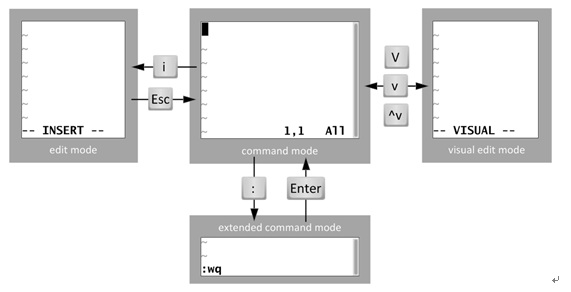 i
Esc
-- INSERT --
edit mode
1,1 All
command mode
V
v
^v
-- VISUAL --
visual edit mode
:
Enter
extended command mode
~
~
:wq